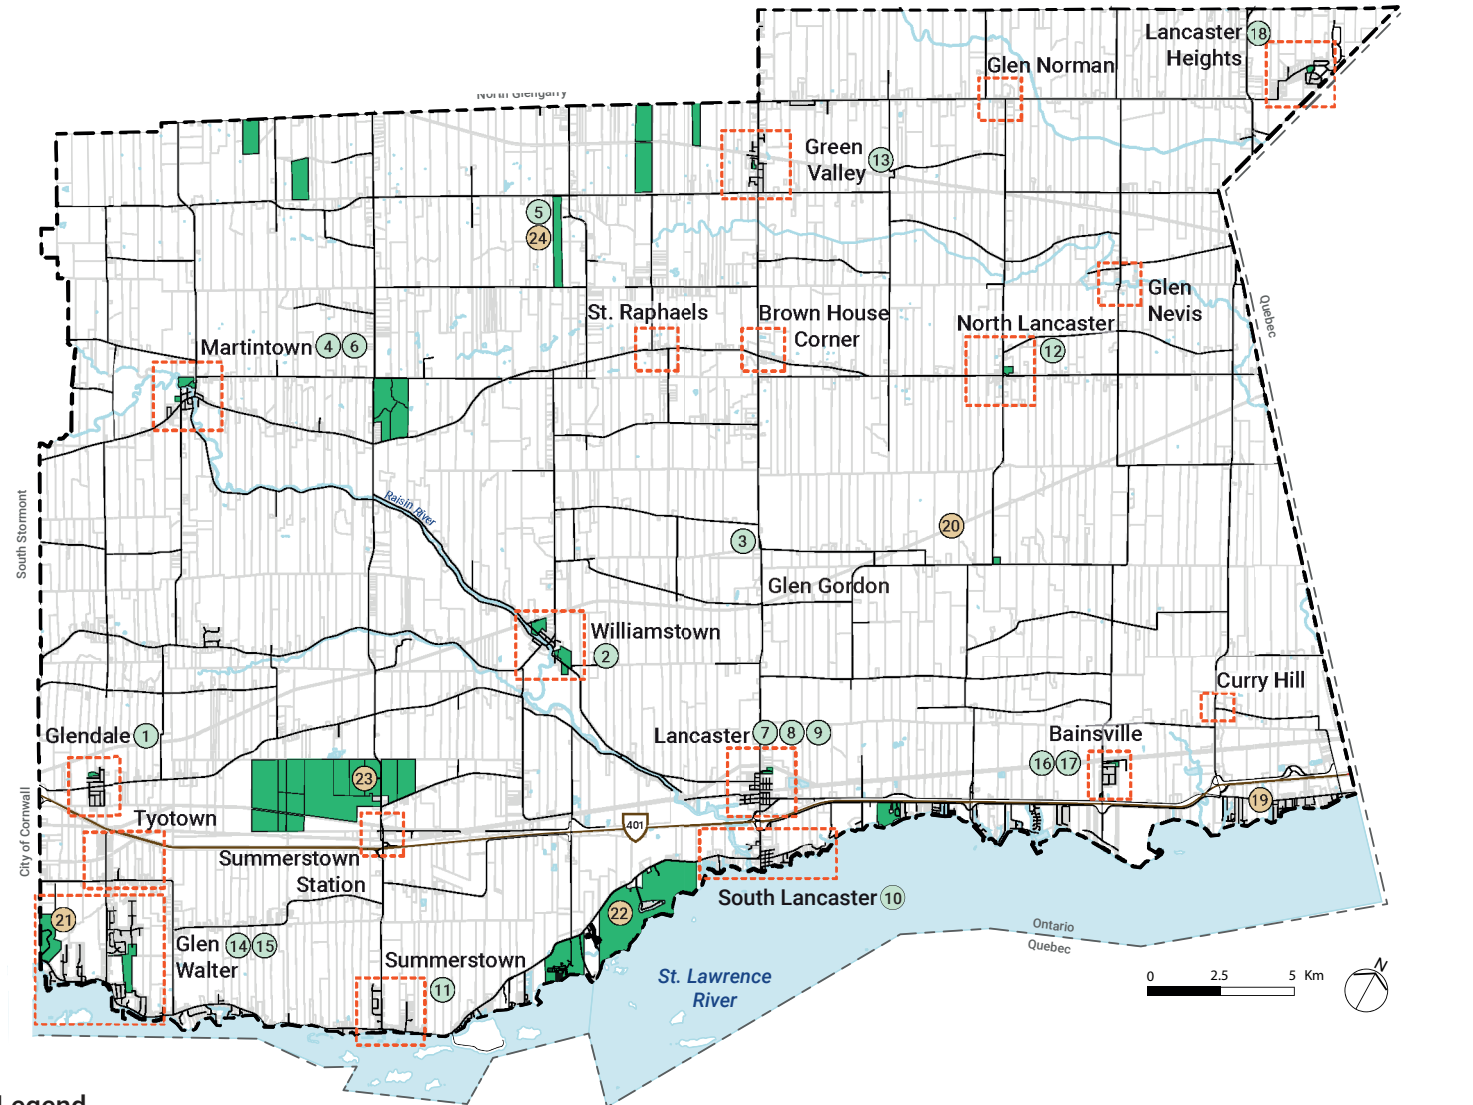 Lancaster 18
Heights
Glen Norman
North Glengarry
Green 13
Valley
5
24
Glen
Nevis
Quebec
St. Raphaels
Brown House
Corner
North Lancaster
12
Martintown 4 6
Raisin River
South Stormont
20
3
Glen Gordon
Williamstown
2
Curry Hill
Glendale 1
Lancaster 7 8 9
Bainsville
16 17
23
19
City of Cornwall
Tyotown
401
Summerstown
Station
South Lancaster 10
21
22
Glen 14 15
Walter
Summerstown
11
Ontario
Quebec
St. Lawrence
River
0 2.5 5 Km
N
Legend